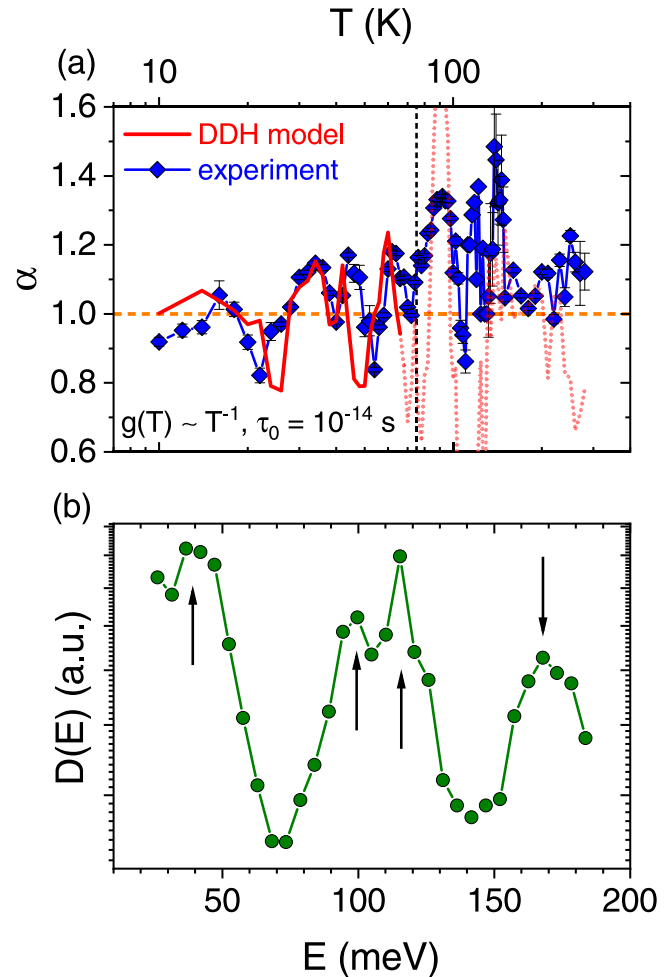 T (K)
(a)
10 100
1.6
1.4
1.2
1.0
0.8
0.6
α
DDH model
experiment
g(T) ~ T⁻¹, τ₀ = 10⁻¹⁴ s
(b)
D(E) (a.u.)
50 100 150 200
E (meV)